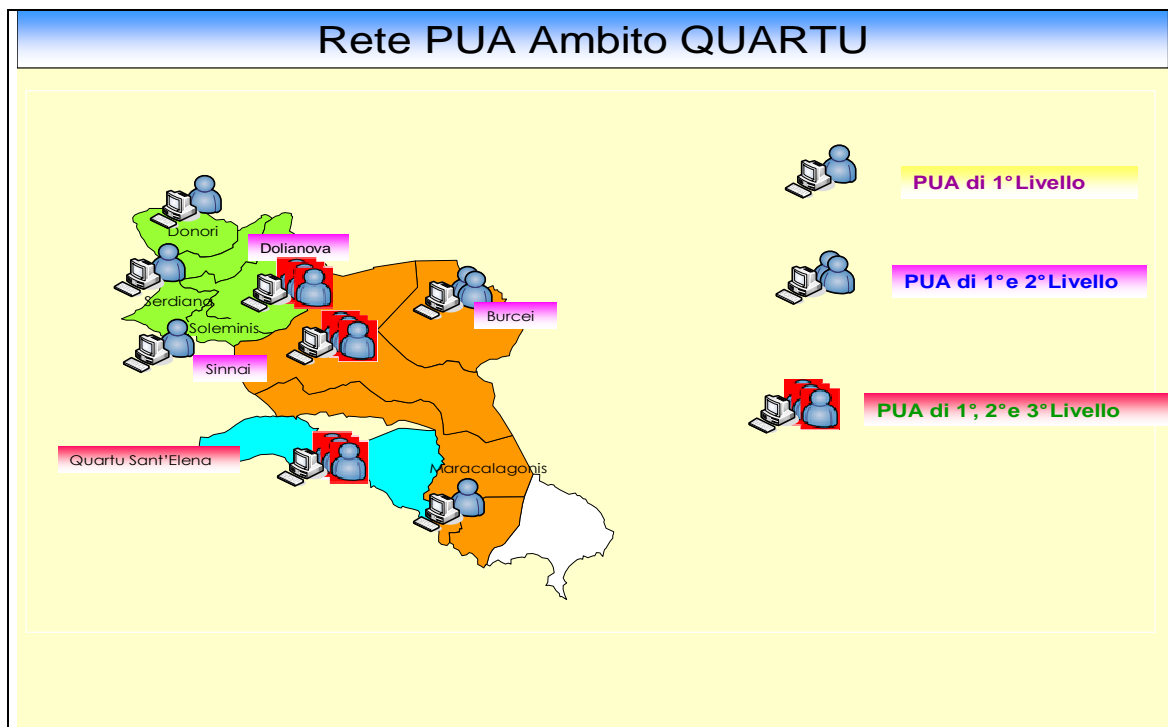 Rete PUA Ambito QUARTU
PUA di 1° Livello
Donori
Dolianova
PUA di 1° e 2° Livello
Serdiana
Burcei
Soleminis
Sinnai
PUA di 1°, 2° e 3° Livello
Quartu Sant'Elena
Maracalagonis